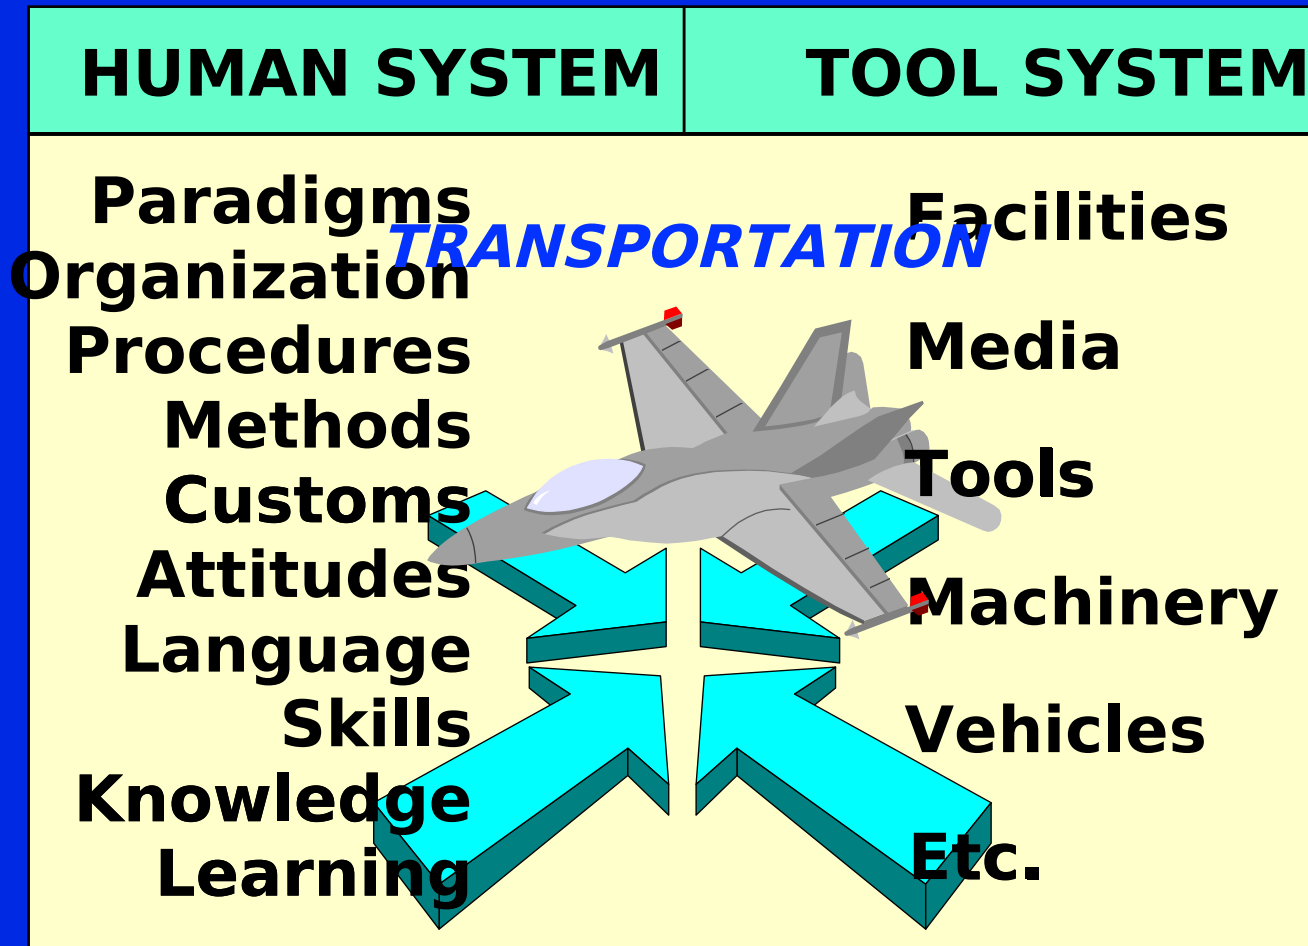 HUMAN SYSTEM
TOOL SYSTEM
TRANSPORTATION
Paradigms
Organization
Procedures
Methods
Customs
Attitudes
Language
Skills
Knowledge
Learning
Facilities
Media
Tools
Machinery
Vehicles
Etc.